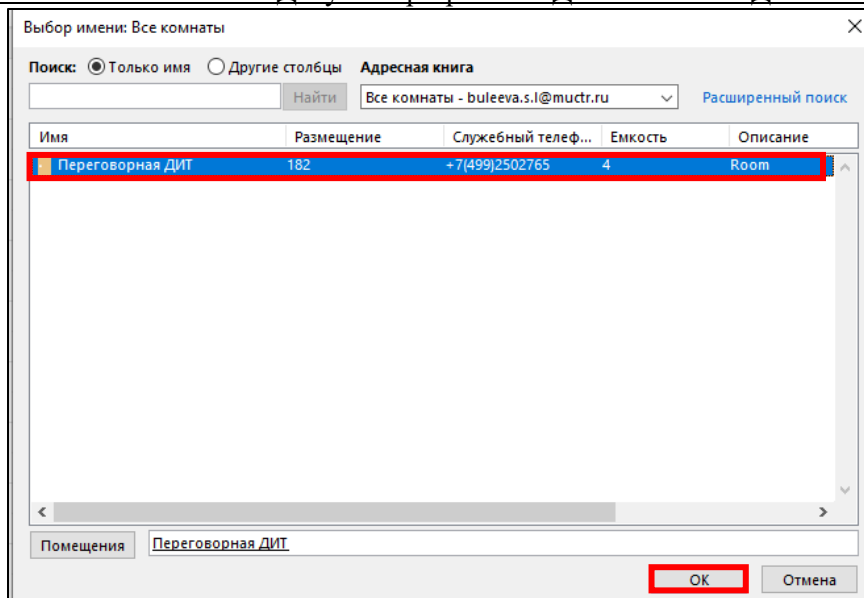 Выбор имени: Все комнаты
Поиск: Только имя Другие столбцы Адресная книга
Найти Все комнаты - buleeva.s.l@muctr.ru Расширенный поиск
Имя Размещение Служебный телеф... Емкость Описание
Переговорная ДИТ 182 +7(499)2502765 4 Room
Помещения Переговорная ДИТ
ОК Отмена